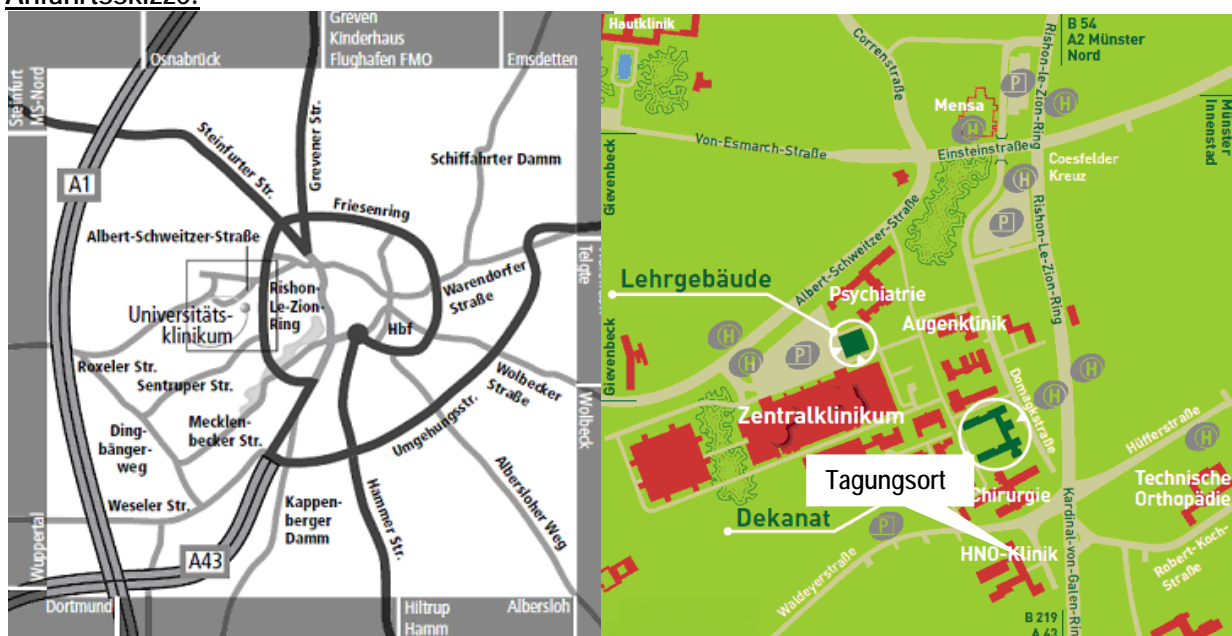 Anfahrtsskizze:
Osnabrück
Greven
Kinderhaus
Flughafen FMO
Emsdetten
Steinfurt
MS-Nord
Steinfurter Str.
Grevener Str.
Schiffahrter Damm
A1
Friesenring
Albert-Schweitzer-Straße
Telgte
Rishon-
Le-Zion-
Ring
Warendorfer
Straße
Universitäts-
klinikum
Hbf
Roxeler Str.
Sentruper Str.
Wolbecker
Straße
Mecklen-
becker Str.
Umgehungsstr.
Wolbeck
Ding-
bänger-
weg
Albersloher Weg
Weseler Str.
Kappen-
berger
Damm
Hammer Str.
Wuppertal
A43
Dortmund
Hiltrup
Hamm
Albersloh
Hautklinik
Correnstraße
B 54
A2 Münster
Nord
Rishon-le-Zion-Ring
P
H
Mensa
H
Münster
Innenstad
Von-Esmarch-Straße
Einsteinstraße
Coesfelder
Kreuz
H
Gievenbeck
P
Rishon-Le-Zion-Ring
Albert-Schweitzer-Straße
Lehrgebäude
Psychiatrie
Augenklinik
H
H
P
Gievenbeck
H
H
Domagkstraße
Zentralklinikum
Hüfferstraße
H
Tagungsort
Chirurgie
Technische
Orthopädie
Dekanat
P
Kardinal-von-Galen-Ring
HNO-Klinik
Robert-Koch-
Straße
Waldeyerstraße
B 219
A 43